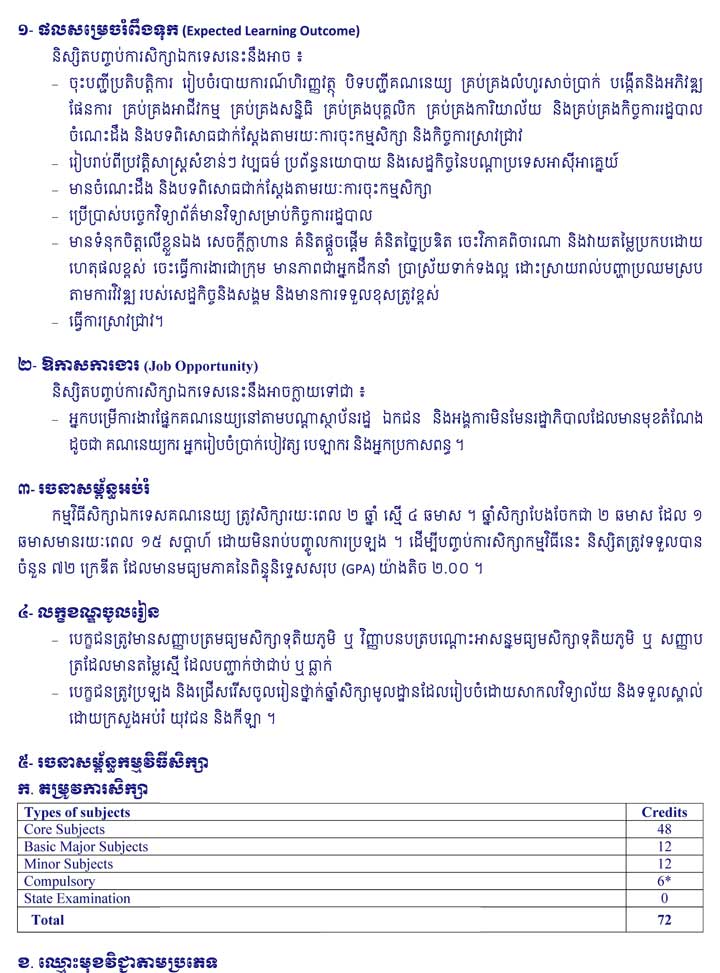 ១- ផលសម្រេចរំពឹងទុក (Expected Learning Outcome)
និស្សិតបញ្ចប់ការសិក្សាឯកទេសនេះនឹងអាច ៖
– ចុះបញ្ជីប្រតិបត្តិការ រៀបចំរបាយការណ៍ហិរញ្ញវត្ថុ បិទបញ្ជីគណនេយ្យ គ្រប់គ្រងលំហូរសាច់ប្រាក់ បង្កើតនិងអភិវឌ្ឍ
ផែនការ គ្រប់គ្រងអាជីវកម្ម គ្រប់គ្រងសន្និធិ គ្រប់គ្រងបុគ្គលិក គ្រប់គ្រងការិយាល័យ និងគ្រប់គ្រងកិច្ចការរដ្ឋបាល
ចំណេះដឹង និងបទពិសោធជាក់ស្តែងតាមរយៈការចុះកម្មសិក្សា និងកិច្ចការស្រាវជ្រាវ
– រៀបរាប់ពីប្រវត្តិសាស្ត្រសំខាន់ៗ វប្បធម៌ ប្រព័ន្ធនយោបាយ និងសេដ្ឋកិច្ចនៃបណ្តាប្រទេសអាស៊ីអាគ្នេយ៍
– មានចំណេះដឹង និងបទពិសោធជាក់ស្តែងតាមរយៈការចុះកម្មសិក្សា
– ប្រើប្រាស់បច្ចេកវិទ្យាព័ត៌មានវិទ្យាសម្រាប់កិច្ចការរដ្ឋបាល
– មានទំនុកចិត្តលើខ្លួនឯង សេចក្តីក្លាហាន គំនិតផ្តួចផ្តើម គំនិតច្នៃប្រឌិត ចេះវិភាគពិចារណា និងវាយតម្លៃប្រកបដោយ
ហេតុផលខ្ពស់ ចេះធ្វើការងារជាក្រុម មានភាពជាអ្នកដឹកនាំ ប្រាស្រ័យទាក់ទងល្អ ដោះស្រាយរាល់បញ្ហាប្រឈមស្រប
តាមការវិវឌ្ឍ របស់សេដ្ឋកិច្ចនិងសង្គម និងមានការទទួលខុសត្រូវខ្ពស់
– ធ្វើការស្រាវជ្រាវ។
២- ឱកាសការងារ (Job Opportunity)
និស្សិតបញ្ចប់ការសិក្សាឯកទេសនេះនឹងអាចក្លាយទៅជា ៖
– អ្នកបម្រើការងារផ្នែកគណនេយ្យនៅតាមបណ្តាស្ថាប័នរដ្ឋ ឯកជន និងអង្គការមិនមែនរដ្ឋាភិបាលដែលមានមុខតំណែង
ដូចជា គណនេយ្យករ អ្នករៀបចំប្រាក់បៀវត្ស បេឡាករ និងអ្នកប្រកាសពន្ធ ។
៣- រចនាសម្ព័ន្ធអប់រំ
កម្មវិធីសិក្សាឯកទេសគណនេយ្យ ត្រូវសិក្សារយៈពេល ២ ឆ្នាំ ស្មើ ៤ ឆមាស ។ ឆ្នាំសិក្សាបែងចែកជា ២ ឆមាស ដែល ១
ឆមាសមានរយៈពេល ១៥ សប្តាហ៍ ដោយមិនរាប់បញ្ចូលការប្រឡង ។ ដើម្បីបញ្ចប់ការសិក្សាកម្មវិធីនេះ និស្សិតត្រូវទទួលបាន
ចំនួន ៧២ ក្រេឌីត ដែលមានមធ្យមភាគនៃពិន្ទុនិទ្ទេសសរុប (GPA) យ៉ាងតិច ២.០០ ។
៤- លក្ខខណ្ឌចូលរៀន
– បេក្ខជនត្រូវមានសញ្ញាបត្រមធ្យមសិក្សាទុតិយភូមិ ឬ វិញ្ញាបនបត្របណ្តោះអាសន្នមធ្យមសិក្សាទុតិយភូមិ ឬ សញ្ញាប
ត្រដែលមានតម្លៃស្មើ ដែលបញ្ជាក់ថាជាប់ ឬ ធ្លាក់
– បេក្ខជនត្រូវប្រឡង និងជ្រើសរើសចូលរៀនថ្នាក់ឆ្នាំសិក្សាមូលដ្ឋានដែលរៀបចំដោយសាកលវិទ្យាល័យ និងទទួលស្គាល់
ដោយក្រសួងអប់រំ យុវជន និងកីឡា ។
៥- រចនាសម្ព័ន្ធកម្មវិធីសិក្សា
ក. តម្រូវការសិក្សា
Types of subjects Credits
Core Subjects 48
Basic Major Subjects 12
Minor Subjects 12
Compulsory 6*
State Examination 0
Total 72
ខ. ឈ្មោះមុខវិជ្ជាតាមប្រភេទ